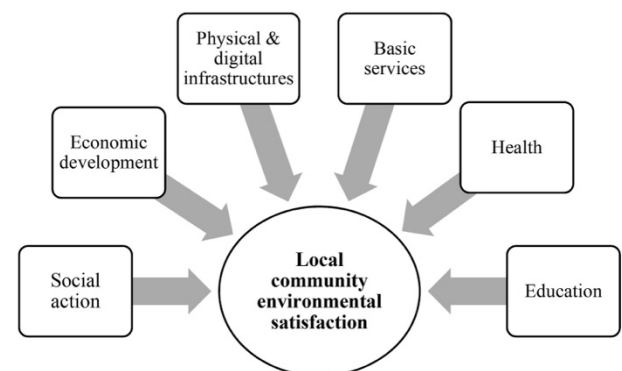 Physical &
digital
infrastructures
Basic
services
Economic
development
Health
Social
action
Local
community
environmental
satisfaction
Education